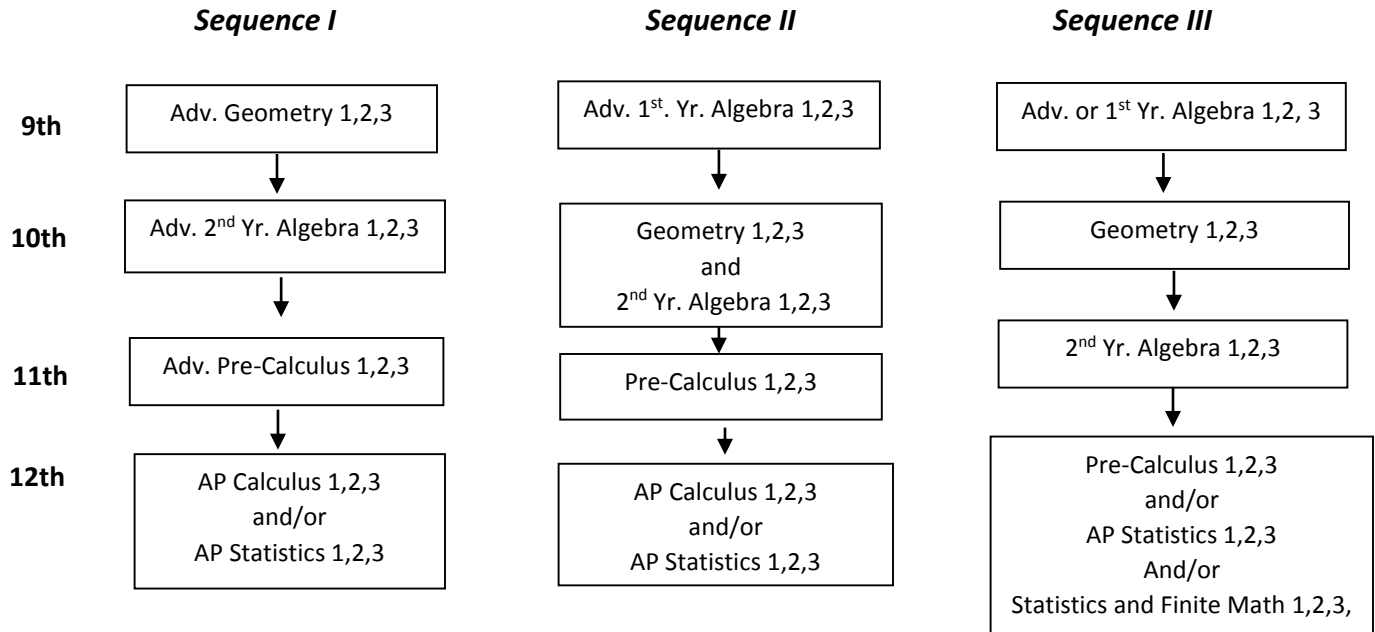 Sequence I
Sequence II
Sequence III
9th
Adv. Geometry 1,2,3
Adv. 1st. Yr. Algebra 1,2,3
Adv. or 1st Yr. Algebra 1,2, 3
10th
Adv. 2nd Yr. Algebra 1,2,3
Geometry 1,2,3
and
2nd Yr. Algebra 1,2,3
Geometry 1,2,3
11th
Adv. Pre-Calculus 1,2,3
Pre-Calculus 1,2,3
2nd Yr. Algebra 1,2,3
12th
AP Calculus 1,2,3
and/or
AP Statistics 1,2,3
AP Calculus 1,2,3
and/or
AP Statistics 1,2,3
Pre-Calculus 1,2,3
and/or
AP Statistics 1,2,3
And/or
Statistics and Finite Math 1,2,3,